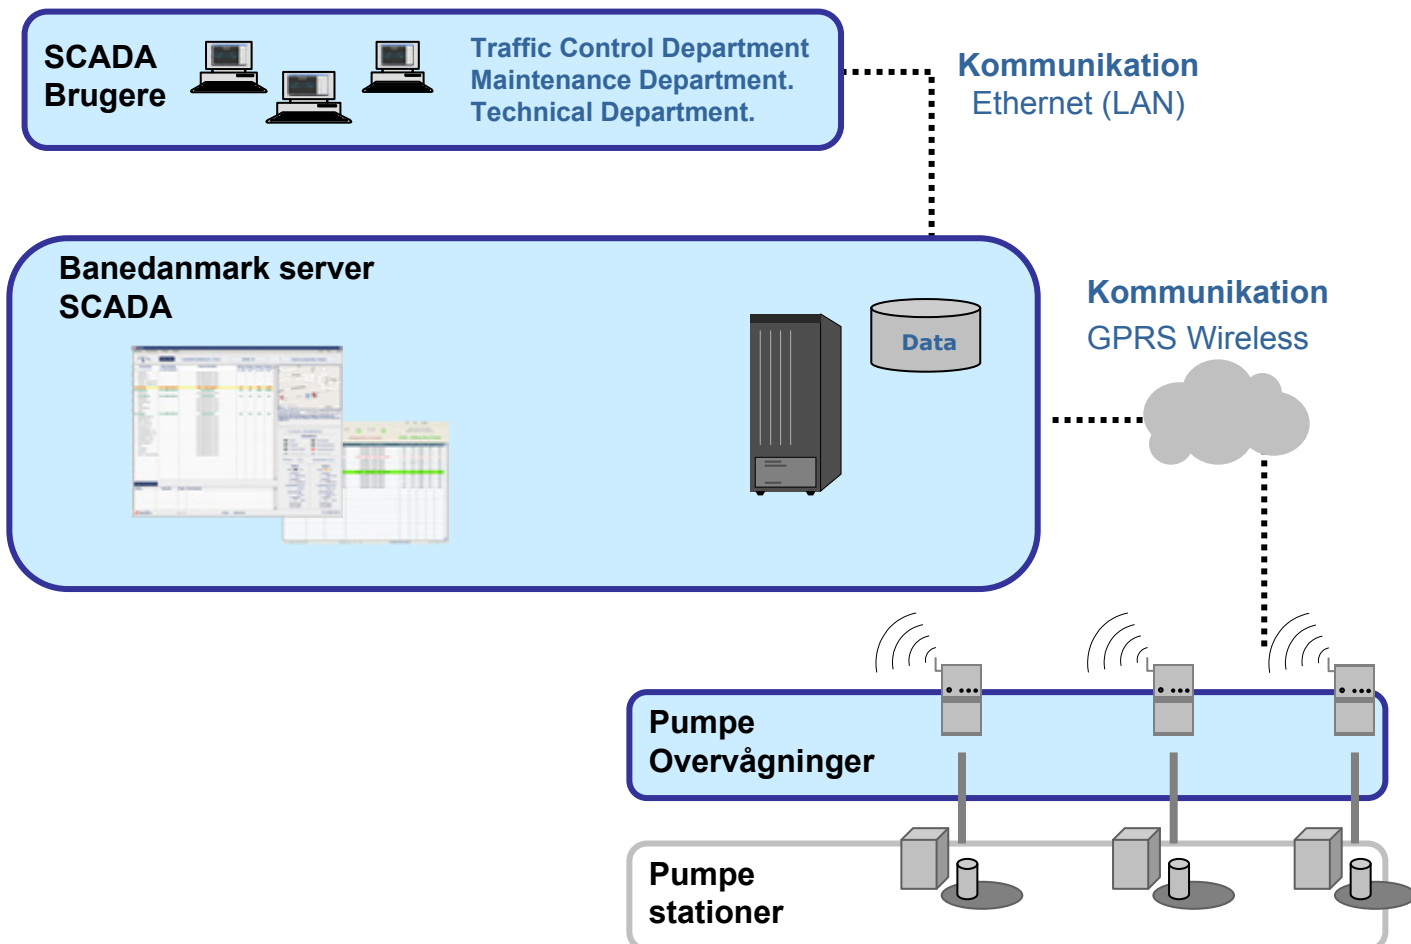 SCADA
Brugere
Traffic Control Department
Maintenance Department.
Technical Department.
Kommunikation
Ethernet (LAN)
Banedanmark server
SCADA
Data
Kommunikation
GPRS Wireless
Pumpe
Overvågninger
Pumpe
stationer